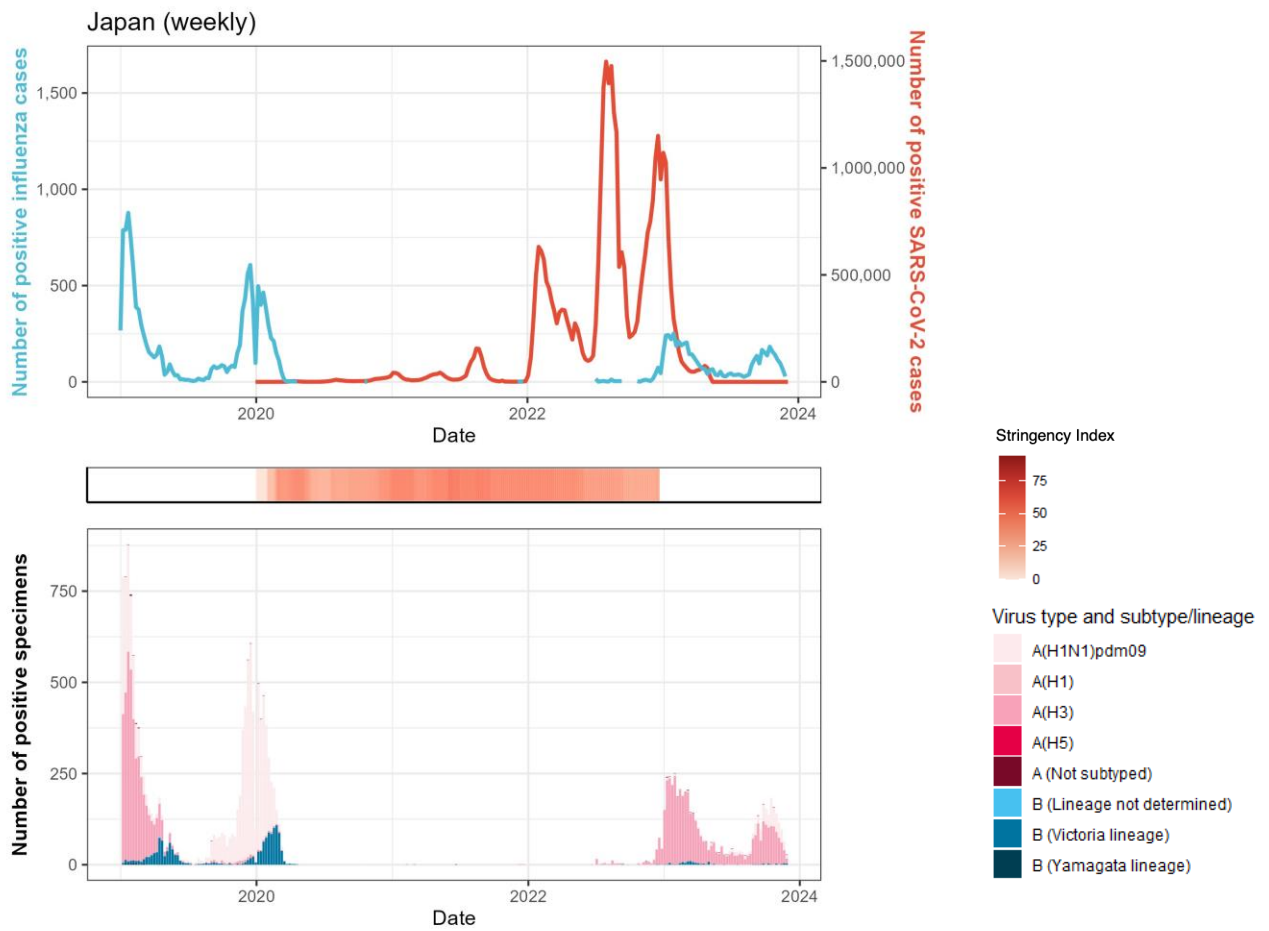 Japan (weekly)
Number of positive influenza cases
1,500
1,000
500
0
1,500,000
1,000,000
500,000
0
Number of positive SARS-CoV-2 cases
2020
2022
2024
Date
Number of positive specimens
750
500
250
0
2020
2022
2024
Date
Stringency Index
75
50
25
0
Virus type and subtype/lineage
A(H1N1)pdm09
A(H1)
A(H3)
A(H5)
A (Not subtyped)
B (Lineage not determined)
B (Victoria lineage)
B (Yamagata lineage)